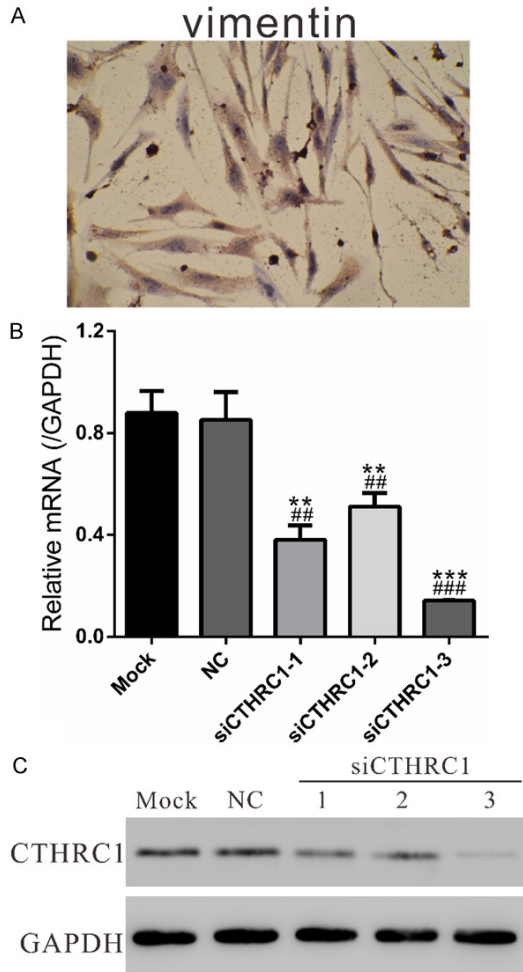 A
vimentin
B
Relative mRNA (/GAPDH)
1.2
0.8
0.4
0.0
**
##
**
##
***
###
Mock
NC
siCTHRC1-1
siCTHRC1-2
siCTHRC1-3
C
siCTHRC1
Mock NC 1 2 3
CTHRC1
GAPDH